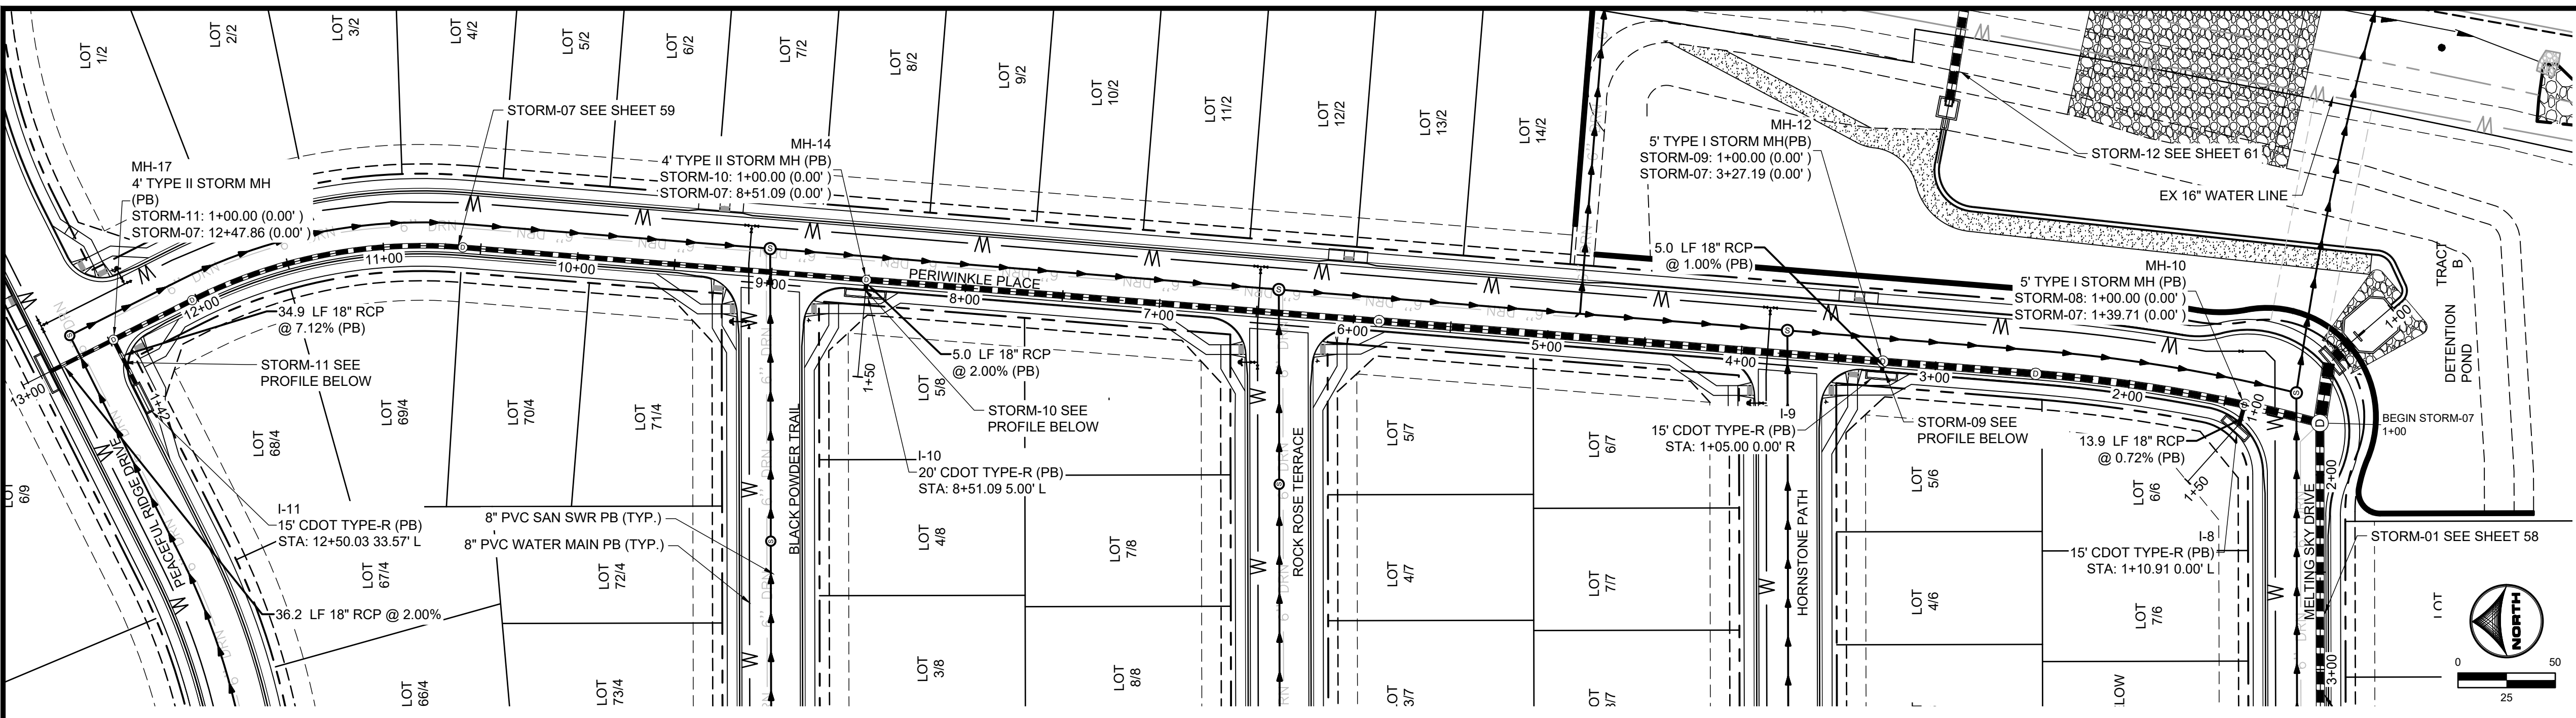 LOT
1/2
LOT
2/2
LOT
3/2
LOT
4/2
LOT
5/2
LOT
6/2
LOT
7/2
LOT
8/2
LOT
9/2
LOT
10/2
LOT
11/2
LOT
12/2
LOT
13/2
LOT
14/2
STORM-07 SEE SHEET 59
MH-17
4' TYPE II STORM MH
(PB)
STORM-11: 1+00.00 (0.00' )
STORM-07: 12+47.86 (0.00' )
MH-14
4' TYPE II STORM MH (PB)
STORM-10: 1+00.00 (0.00' )
STORM-07: 8+51.09 (0.00' )
MH-12
5' TYPE I STORM MH(PB)
STORM-09: 1+00.00 (0.00' )
STORM-07: 3+27.19 (0.00' )
STORM-12 SEE SHEET 61
EX 16" WATER LINE
5.0 LF 18" RCP
@ 1.00% (PB)
MH-10
5' TYPE I STORM MH (PB)
STORM-08: 1+00.00 (0.00' )
STORM-07: 1+39.71 (0.00' )
TRACT
B
DETENTION
POND
1+00
BEGIN STORM-07
1+00
PERIWINKLE PLACE
13+00
12+00
11+00
10+00
9+00
8+00
7+00
6+00
5+00
4+00
3+00
2+00
1+00
34.9 LF 18" RCP
@ 7.12% (PB)
STORM-11 SEE
PROFILE BELOW
1+42
1+50
5.0 LF 18" RCP
@ 2.00% (PB)
STORM-10 SEE
PROFILE BELOW
I-10
20' CDOT TYPE-R (PB)
STA: 8+51.09 5.00' L
I-9
15' CDOT TYPE-R (PB)
STA: 1+05.00 0.00' R
STORM-09 SEE
PROFILE BELOW
13.9 LF 18" RCP
@ 0.72% (PB)
1+50
I-8
15' CDOT TYPE-R (PB)
STA: 1+10.91 0.00' L
STORM-01 SEE SHEET 58
2+00
3+00
I-11
15' CDOT TYPE-R (PB)
STA: 12+50.03 33.57' L
36.2 LF 18" RCP @ 2.00%
8" PVC SAN SWR PB (TYP.)
8" PVC WATER MAIN PB (TYP.)
PEACEFUL RIDGE DRIVE
BLACK POWDER TRAIL
ROCK ROSE TERRACE
HORNSTONE PATH
MELTING SKY DRIVE
LOT
6/9
LOT
68/4
LOT
69/4
LOT
70/4
LOT
71/4
LOT
67/4
LOT
72/4
LOT
66/4
LOT
73/4
LOT
5/8
LOT
4/8
LOT
7/8
LOT
3/8
LOT
8/8
LOT
5/7
LOT
6/7
LOT
4/7
LOT
7/7
LOT
3/7
LOT
5/6
LOT
6/6
LOT
4/6
LOT
7/6
LOT
NORTH
0
50
25